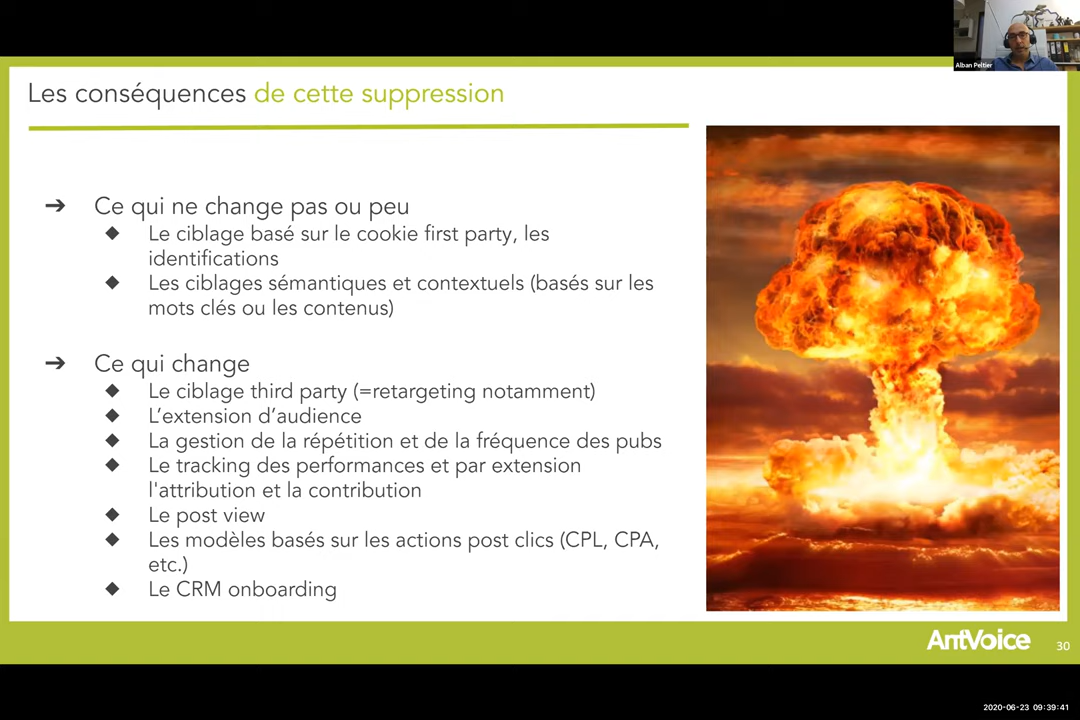 Alban Peltier
Les conséquences de cette suppression
➔ Ce qui ne change pas ou peu
◆ Le ciblage basé sur le cookie first party, les
identifications
◆ Les ciblages sémantiques et contextuels (basés sur les
mots clés ou les contenus)
➔ Ce qui change
◆ Le ciblage third party (=retargeting notamment)
◆ L’extension d’audience
◆ La gestion de la répétition et de la fréquence des pubs
◆ Le tracking des performances et par extension
l'attribution et la contribution
◆ Le post view
◆ Les modèles basés sur les actions post clics (CPL, CPA,
etc.)
◆ Le CRM onboarding
AntVoice
30
2020-06-23 09:39:41